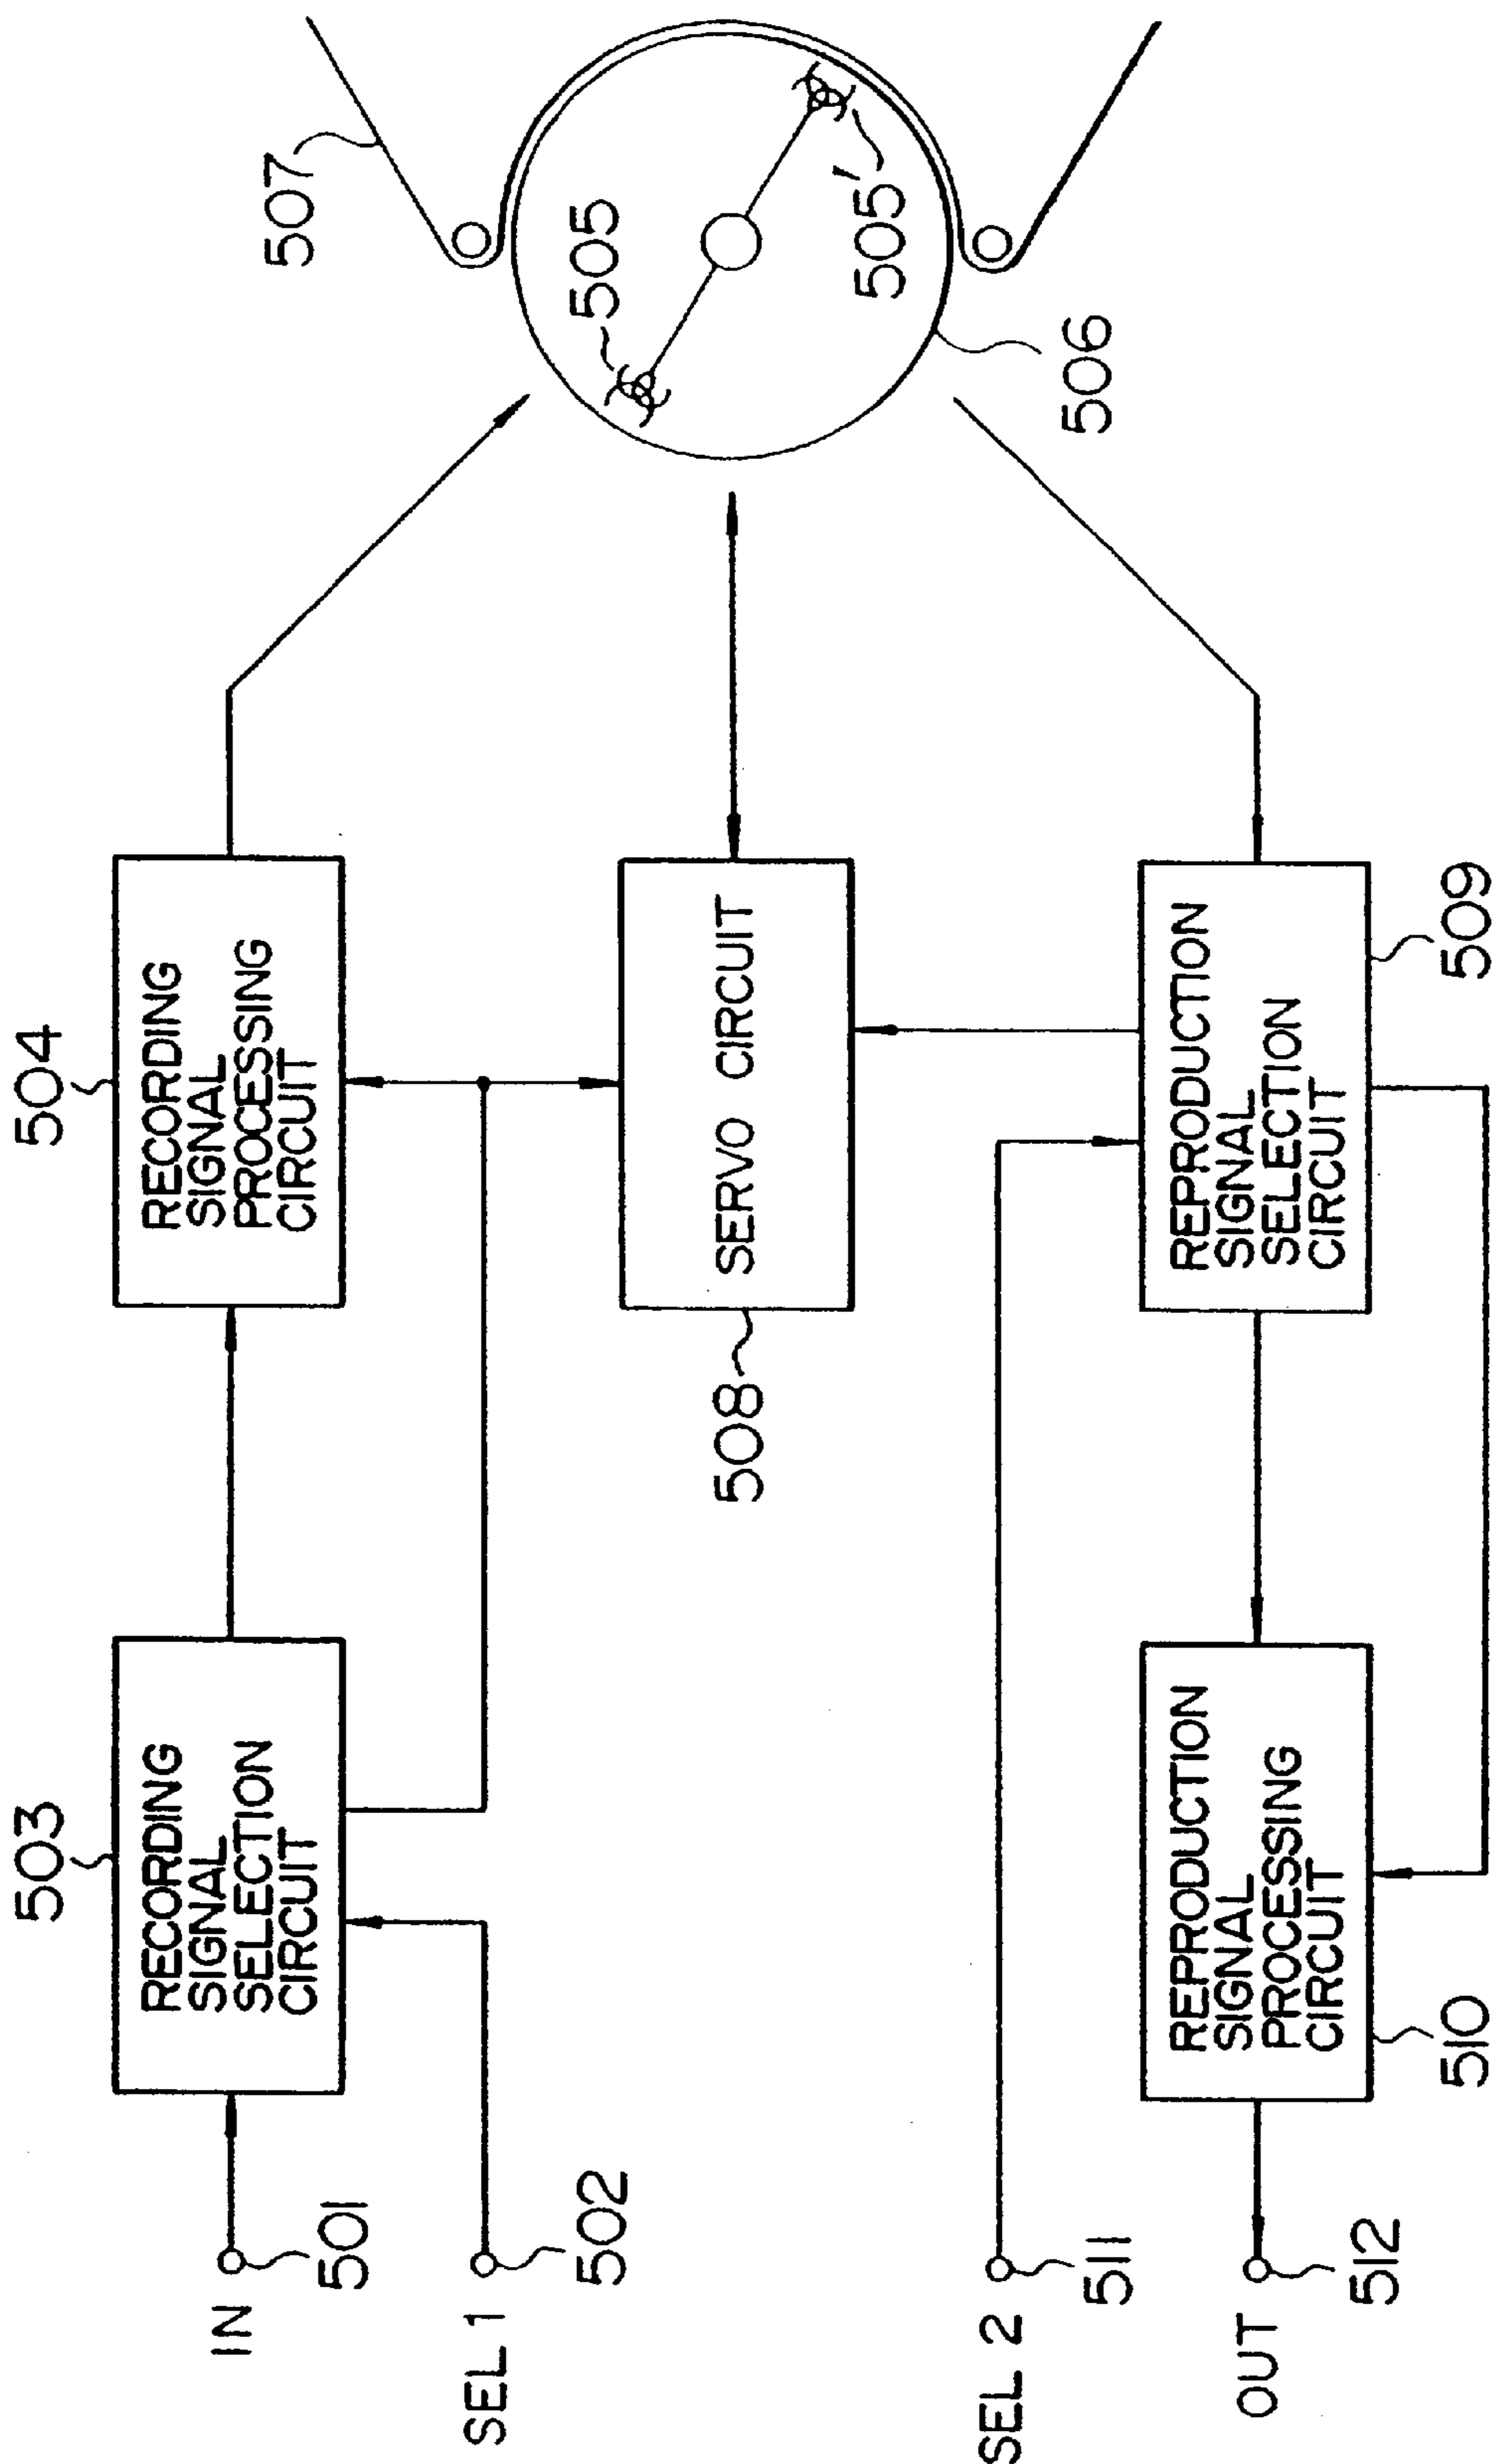 503
504
507
IN
501
RECORDING
SIGNAL
SELECTION
CIRCUIT
RECORDING
SIGNAL
PROCESSING
CIRCUIT
505
SEL 1
502
508
SERVO CIRCUIT
505'
506
SEL 2
511
OUT
512
REPRODUCTION
SIGNAL
PROCESSING
CIRCUIT
REPRODUCTION
SIGNAL
SELECTION
CIRCUIT
510
509